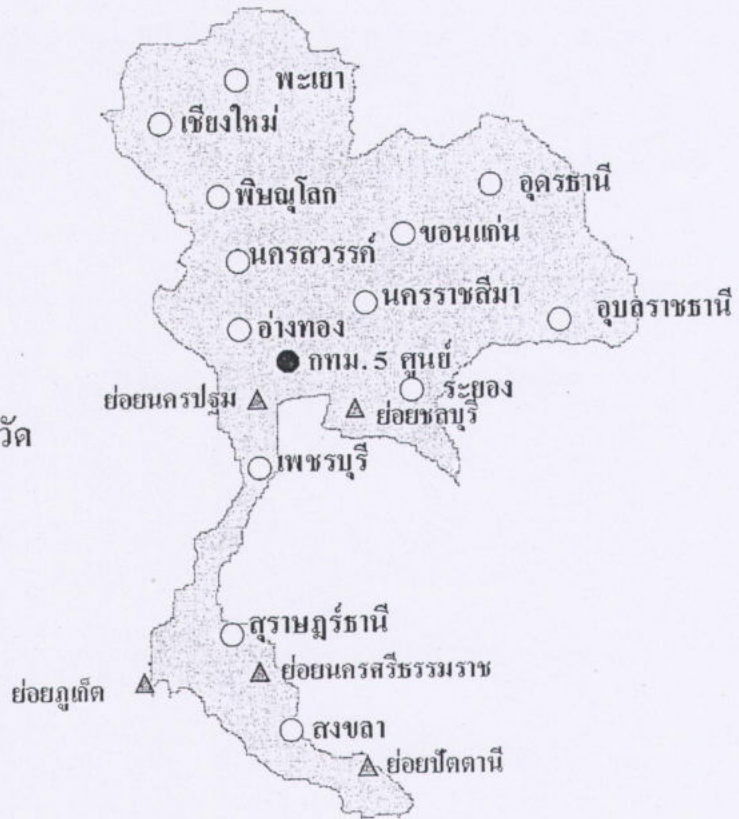 พะเยา
เชียงใหม่
อุดรธานี
พิษณุโลก
ขอนแก่น
นครสวรรค์
นครราชสีมา
อุบลราชธานี
อ่างทอง
กทม. 5 ศูนย์
ย่อยนครปฐม
ระยอง
ย่อยชลบุรี
วัด
เพชรบุรี
สุราษฎร์ธานี
ย่อยนครศรีธรรมราช
ย่อยภูเก็ต
สงขลา
ย่อยปัตตานี